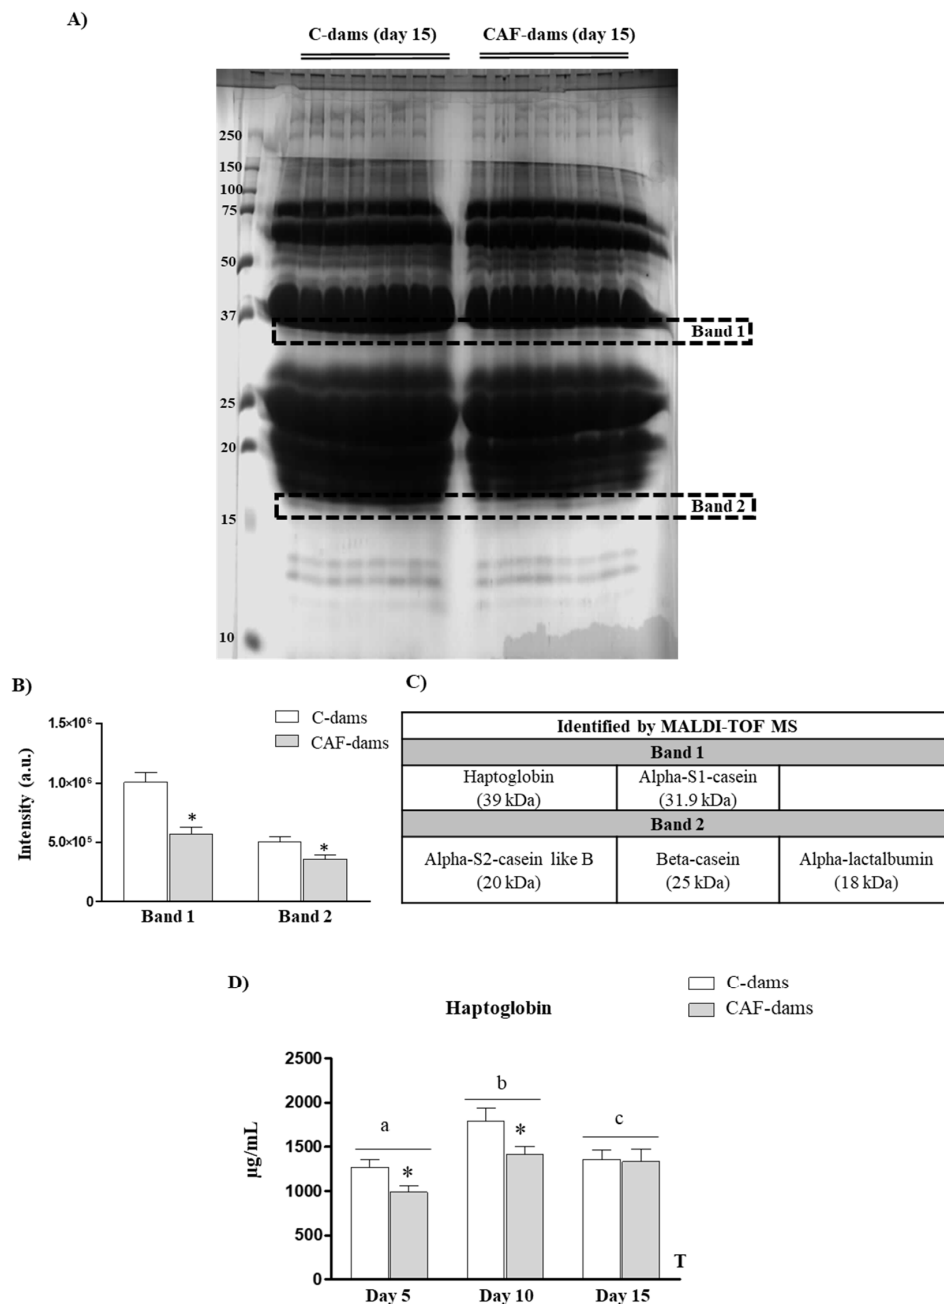 A)
C-dams (day 15) CAF-dams (day 15)
250
150
100
75
50
37
Band 1
25
20
Band 2
15
10
B)
C-dams
CAF-dams
Intensity (a.u.)
1.5×10⁶
1.0×10⁶
5.0×10⁵
0
*
*
Band 1 Band 2
C)
Identified by MALDI-TOF MS
Band 1
Haptoglobin (39 kDa) Alpha-S1-casein (31.9 kDa)
Band 2
Alpha-S2-casein like B (20 kDa) Beta-casein (25 kDa) Alpha-lactalbumin (18 kDa)
D)
C-dams
CAF-dams
Haptoglobin
µg/mL
2500
2000
1500
1000
500
0
a b c
* *
T
Day 5 Day 10 Day 15